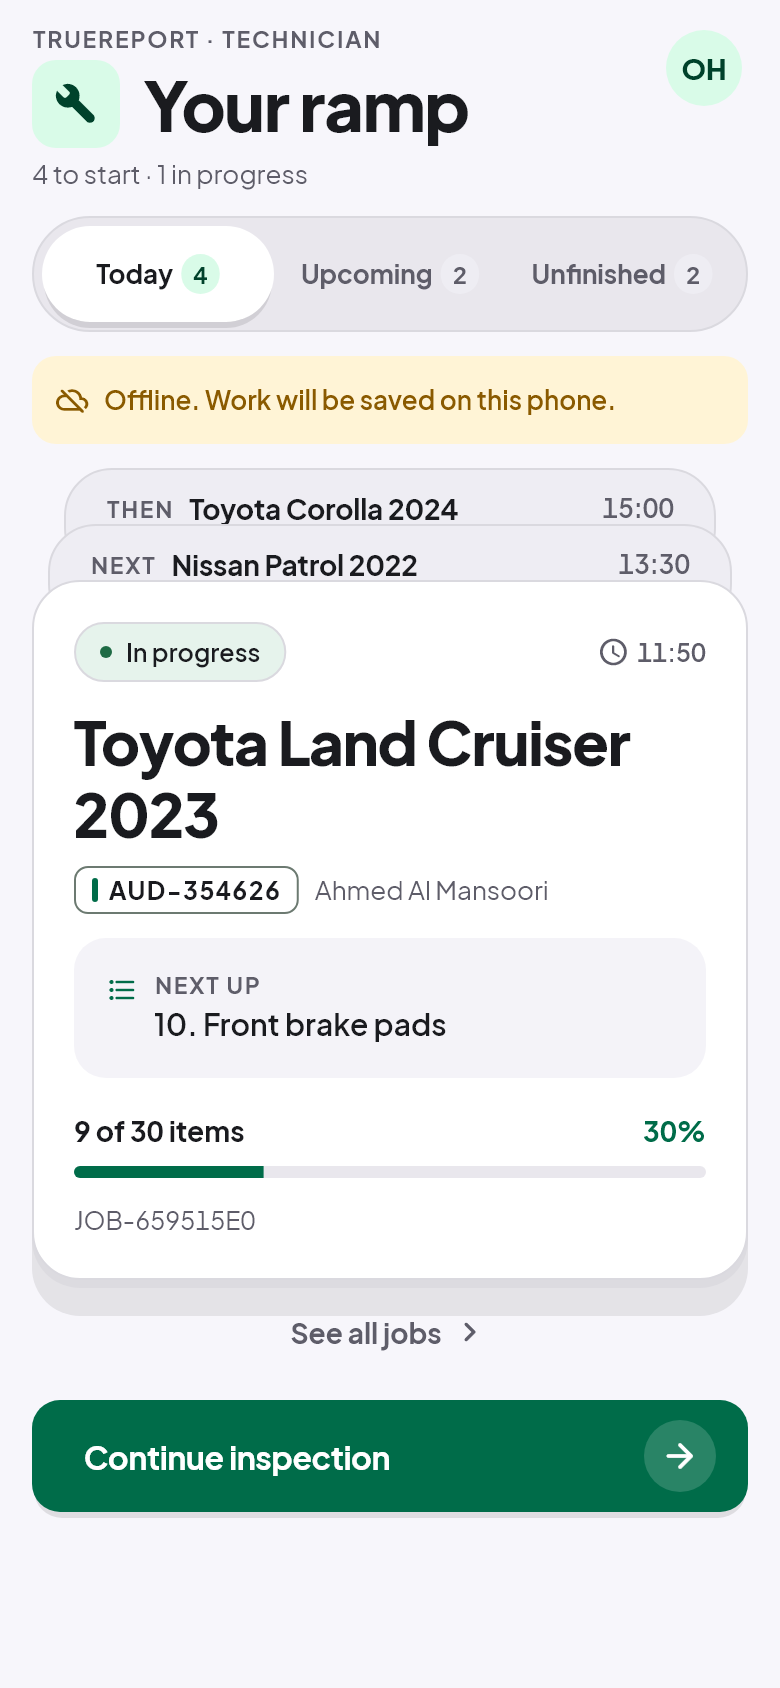 TRUEREPORT · TECHNICIAN
OH
Your ramp
4 to start · 1 in progress
Today 4
Upcoming 2
Unfinished 2
Offline. Work will be saved on this phone.
THEN Toyota Corolla 2024 15:00
NEXT Nissan Patrol 2022 13:30
In progress 11:50
Toyota Land Cruiser
2023
AUD-354626 Ahmed Al Mansoori
NEXT UP
10. Front brake pads
9 of 30 items 30%
JOB-659515E0
See all jobs
Continue inspection